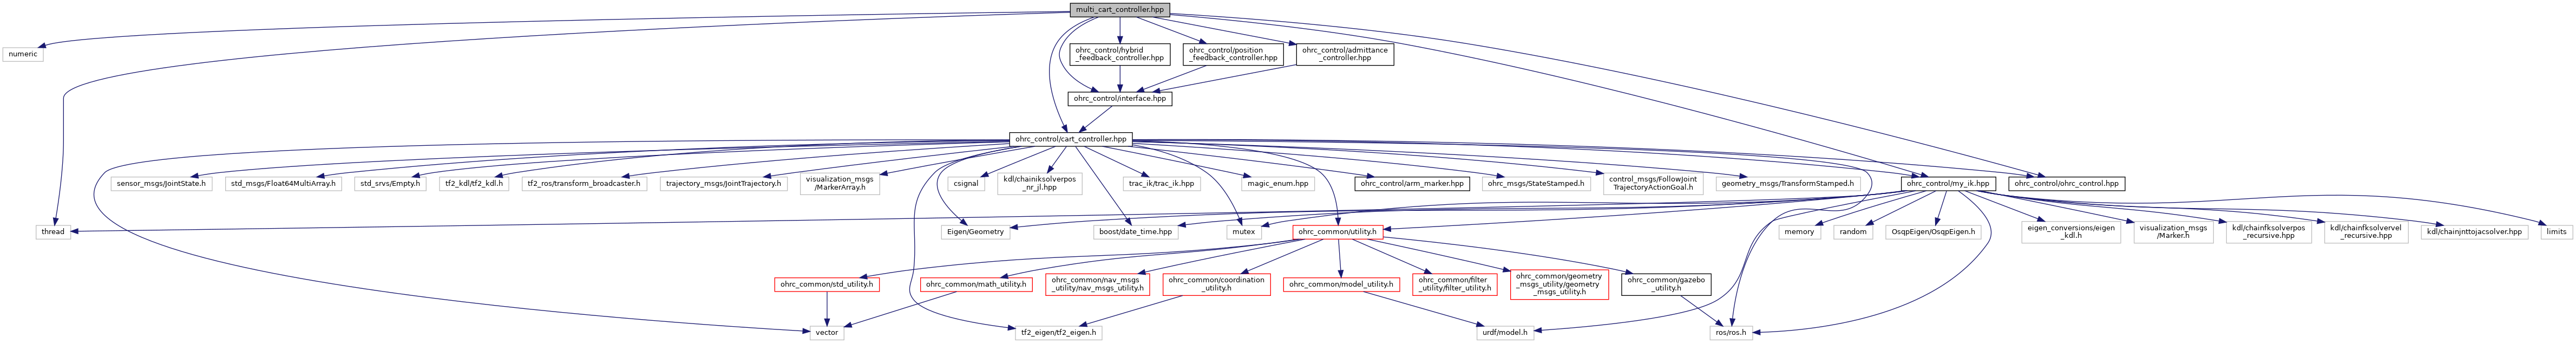 multi_cart_controller.hpp
numeric
ohrc_control/hybrid
_feedback_controller.hpp
ohrc_control/position
_feedback_controller.hpp
ohrc_control/admittance
_controller.hpp
ohrc_control/interface.hpp
ohrc_control/cart_controller.hpp
sensor_msgs/JointState.h
std_msgs/Float64MultiArray.h
std_srvs/Empty.h
tf2_kdl/tf2_kdl.h
tf2_ros/transform_broadcaster.h
trajectory_msgs/JointTrajectory.h
visualization_msgs
/MarkerArray.h
csignal
kdl/chainiksolverpos
_nr_jl.hpp
trac_ik/trac_ik.hpp
magic_enum.hpp
ohrc_control/arm_marker.hpp
ohrc_msgs/StateStamped.h
control_msgs/FollowJoint
TrajectoryActionGoal.h
geometry_msgs/TransformStamped.h
ohrc_control/my_ik.hpp
ohrc_control/ohrc_control.hpp
thread
Eigen/Geometry
boost/date_time.hpp
mutex
ohrc_common/utility.h
memory
random
OsqpEigen/OsqpEigen.h
eigen_conversions/eigen
_kdl.h
visualization_msgs
/Marker.h
kdl/chainfksolverpos
_recursive.hpp
kdl/chainfksolvervel
_recursive.hpp
kdl/chainjnttojacsolver.hpp
limits
ohrc_common/std_utility.h
ohrc_common/math_utility.h
ohrc_common/nav_msgs
_utility/nav_msgs_utility.h
ohrc_common/coordination
_utility.h
ohrc_common/model_utility.h
ohrc_common/filter
_utility/filter_utility.h
ohrc_common/geometry
_msgs_utility/geometry
_msgs_utility.h
ohrc_common/gazebo
_utility.h
vector
tf2_eigen/tf2_eigen.h
urdf/model.h
ros/ros.h